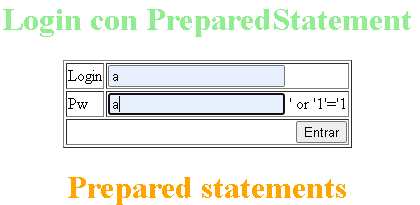 Login con PreparedStatement
Login a
Pw a ' or '1'='1
Entrar
Prepared statements